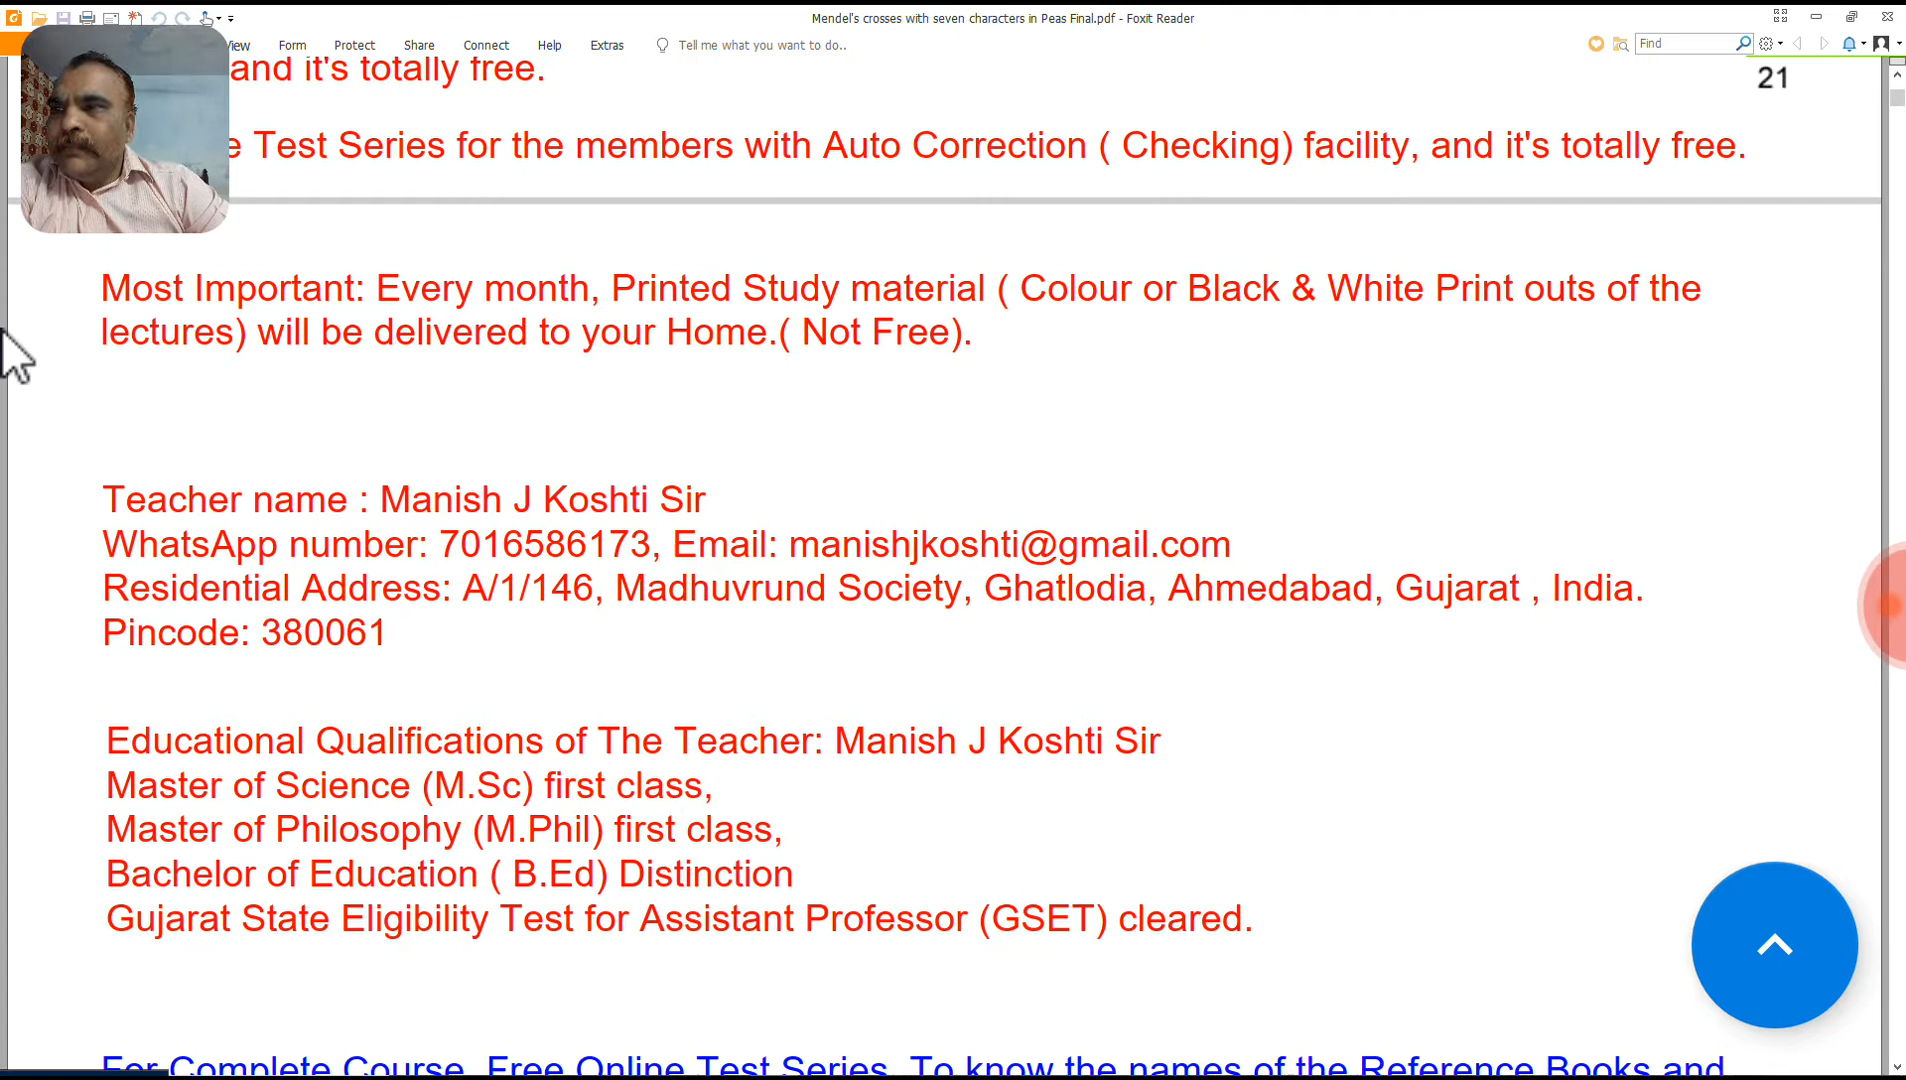 Mendel's crosses with seven characters in Peas Final.pdf - Foxit Reader
View Form Protect Share Connect Help Extras Tell me what you want to do.. Find
and it's totally free.
21
Test Series for the members with Auto Correction ( Checking) facility, and it's totally free.
Most Important: Every month, Printed Study material ( Colour or Black & White Print outs of the
lectures) will be delivered to your Home.( Not Free).
Teacher name : Manish J Koshti Sir
WhatsApp number: 7016586173, Email: manishjkoshti@gmail.com
Residential Address: A/1/146, Madhuvrund Society, Ghatlodia, Ahmedabad, Gujarat , India.
Pincode: 380061
Educational Qualifications of The Teacher: Manish J Koshti Sir
Master of Science (M.Sc) first class,
Master of Philosophy (M.Phil) first class,
Bachelor of Education ( B.Ed) Distinction
Gujarat State Eligibility Test for Assistant Professor (GSET) cleared.
For Complete Course, Free Online Test Series, To know the names of the Reference Books and